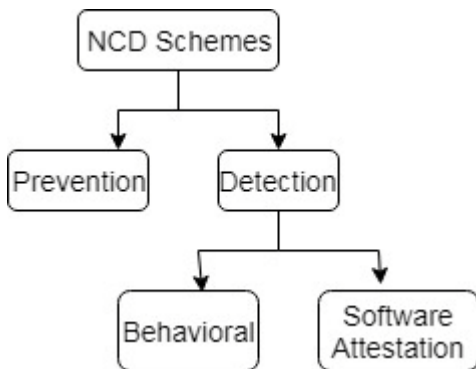 NCD Schemes
Prevention
Detection
Behavioral
Software
Attestation